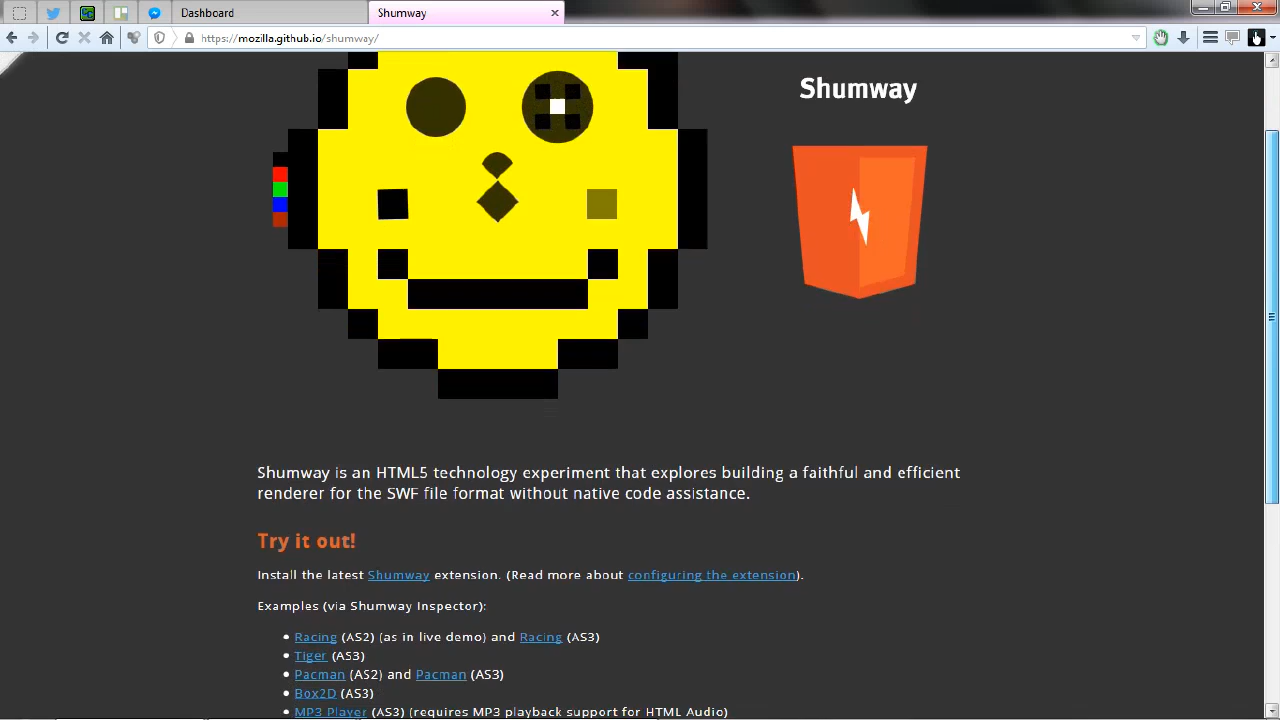 Dashboard
Shumway
https://mozilla.github.io/shumway/
Shumway
Shumway is an HTML5 technology experiment that explores building a faithful and efficient
renderer for the SWF file format without native code assistance.
Try it out!
Install the latest Shumway extension. (Read more about configuring the extension).
Examples (via Shumway Inspector):
Racing (AS2) (as in live demo) and Racing (AS3)
Tiger (AS3)
Pacman (AS2) and Pacman (AS3)
Box2D (AS3)
MP3 Player (AS3) (requires MP3 playback support for HTML Audio)